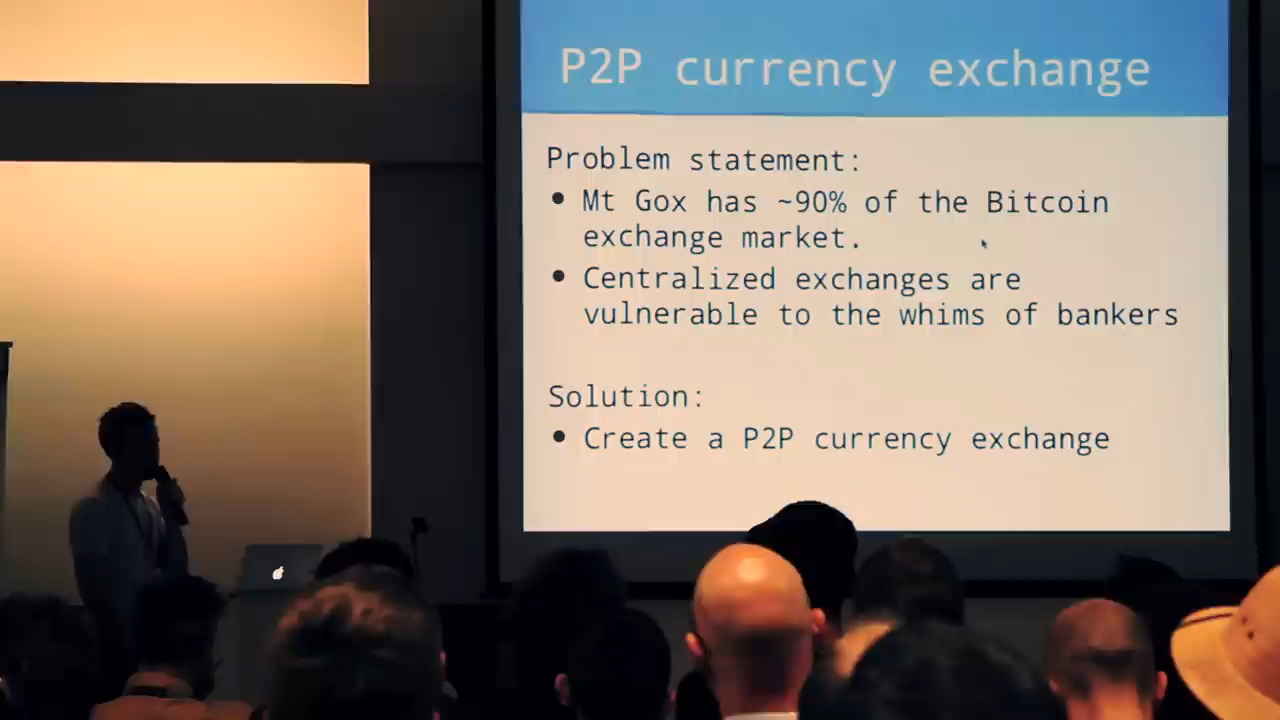 P2P currency exchange
Problem statement:
• Mt Gox has ~90% of the Bitcoin
exchange market.
• Centralized exchanges are
vulnerable to the whims of bankers
Solution:
• Create a P2P currency exchange